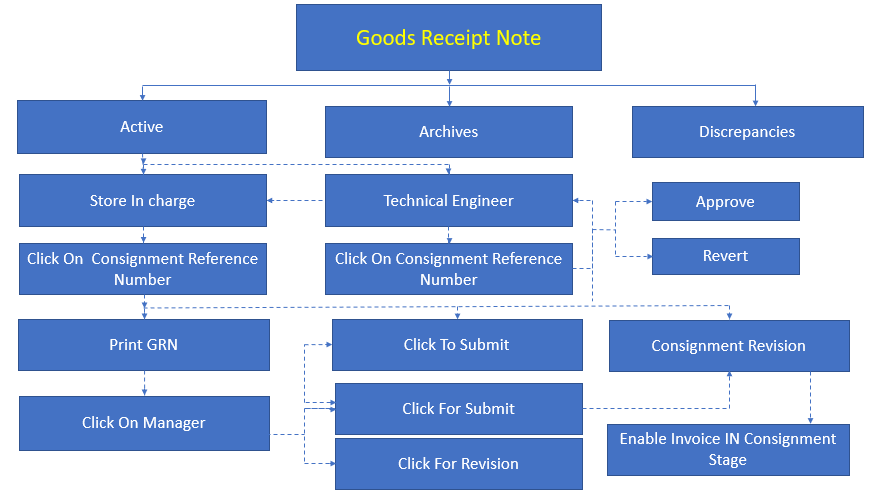 Goods Receipt Note
Active
Archives
Discrepancies
Store In charge
Technical Engineer
Approve
Click On  Consignment Reference
Number
Click On Consignment Reference
Number
Revert
Print GRN
Click To Submit
Consignment Revision
Click On Manager
Click For Submit
Click For Revision
Enable Invoice IN Consignment
Stage